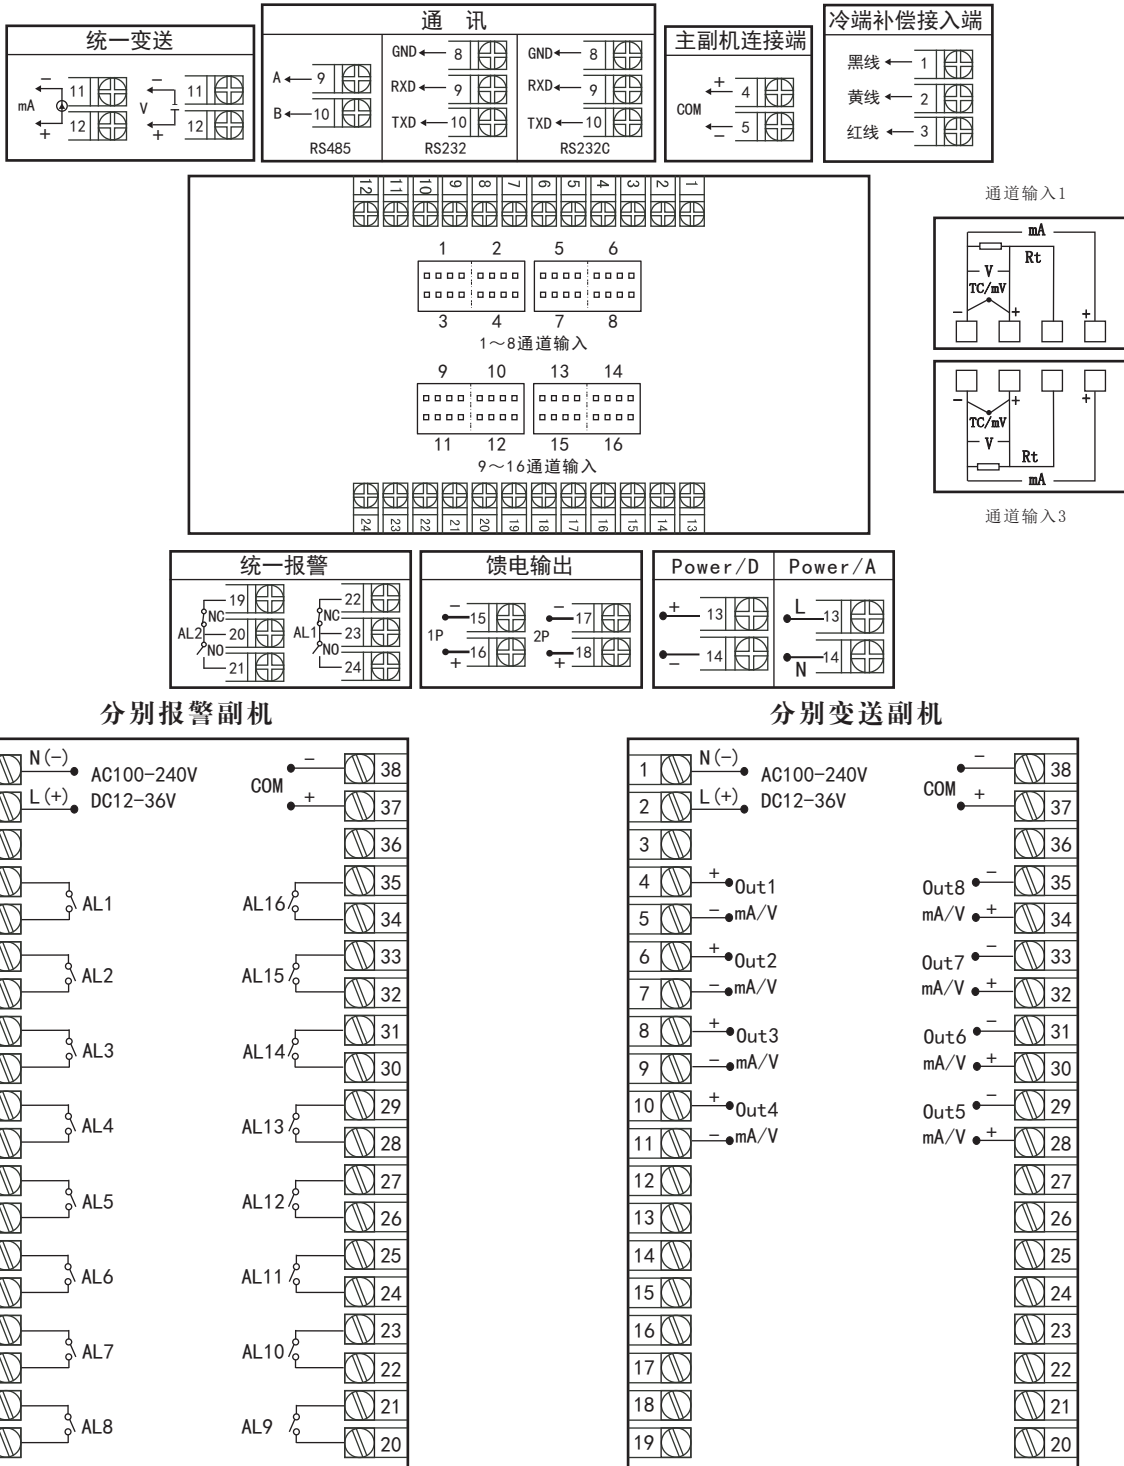 统一变送
mA
-
+
11
12
V
-
+
11
12
通 讯
A
9
B
10
RS485
GND
8
RXD
9
TXD
10
RS232
GND
8
RXD
9
TXD
10
RS232C
主副机连接端
COM
+
4
5
-
冷端补偿接入端
黑线
1
黄线
2
红线
3
12 11 10 9 8 7 6 5 4 3 2 1
1 2 5 6
3 4 7 8
1～8通道输入
9 10 13 14
11 12 15 16
9～16通道输入
24 23 22 21 20 19 18 17 16 15 14 13
通道输入1
mA
Rt
V
TC/mV
- + +
- + +
TC/mV
V
Rt
mA
通道输入3
统一报警
AL2
NC
NO
19
20
21
AL1
NC
NO
22
23
24
馈电输出
1P
-
15
16
+
2P
-
17
18
+
Power/D
+
13
-
14
Power/A
L
13
N
14
分别报警副机
N(-)
L(+)
AC100-240V
DC12-36V
COM
-
+
38
37
36
AL1 AL16 35
34
AL2 AL15 33
32
AL3 AL14 31
30
AL4 AL13 29
28
AL5 AL12 27
26
AL6 AL11 25
24
AL7 AL10 23
22
AL8 AL9 21
20
分别变送副机
1 N(-)
AC100-240V
2 L(+)
DC12-36V
COM
- 38
+ 37
3 36
4 + Out1 Out8 - 35
5 - mA/V mA/V + 34
6 + Out2 Out7 - 33
7 - mA/V mA/V + 32
8 + Out3 Out6 - 31
9 - mA/V mA/V + 30
10 + Out4 Out5 - 29
11 - mA/V mA/V + 28
12 27
13 26
14 25
15 24
16 23
17 22
18 21
19 20